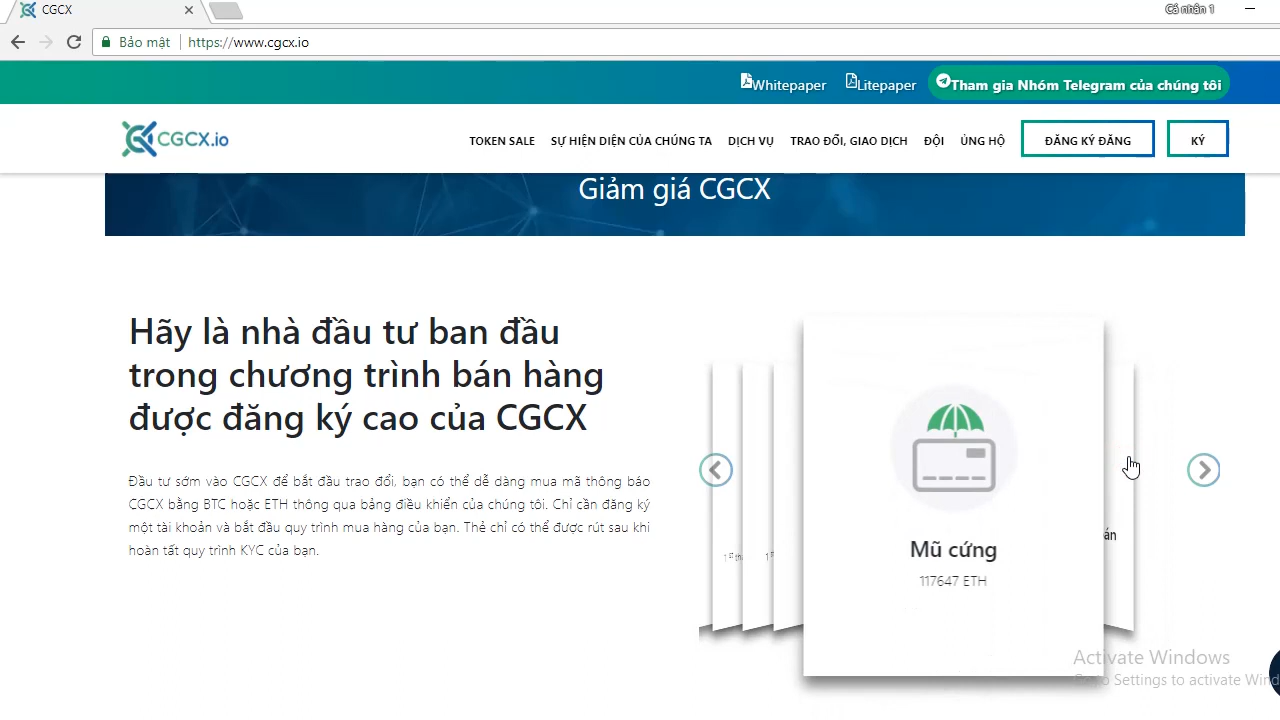 CGCX
Cá nhân 1
Bảo mật https://www.cgcx.io
Whitepaper Litepaper Tham gia Nhóm Telegram của chúng tôi
CGCX.io TOKEN SALE SỰ HIỆN DIỆN CỦA CHÚNG TA DỊCH VỤ TRAO ĐỔI, GIAO DỊCH ĐỘI ỦNG HỘ ĐĂNG KÝ ĐĂNG KÝ
Giảm giá CGCX
Hãy là nhà đầu tư ban đầu
trong chương trình bán hàng
được đăng ký cao của CGCX
Đầu tư sớm vào CGCX để bắt đầu trao đổi, bạn có thể dễ dàng mua mã thông báo
CGCX bằng BTC hoặc ETH thông qua bảng điều khiển của chúng tôi. Chỉ cần đăng ký
một tài khoản và bắt đầu quy trình mua hàng của bạn. Thẻ chỉ có thể được rút sau khi
hoàn tất quy trình KYC của bạn.
Mũ cứng
117647 ETH
Activate Windows
Settings to activate